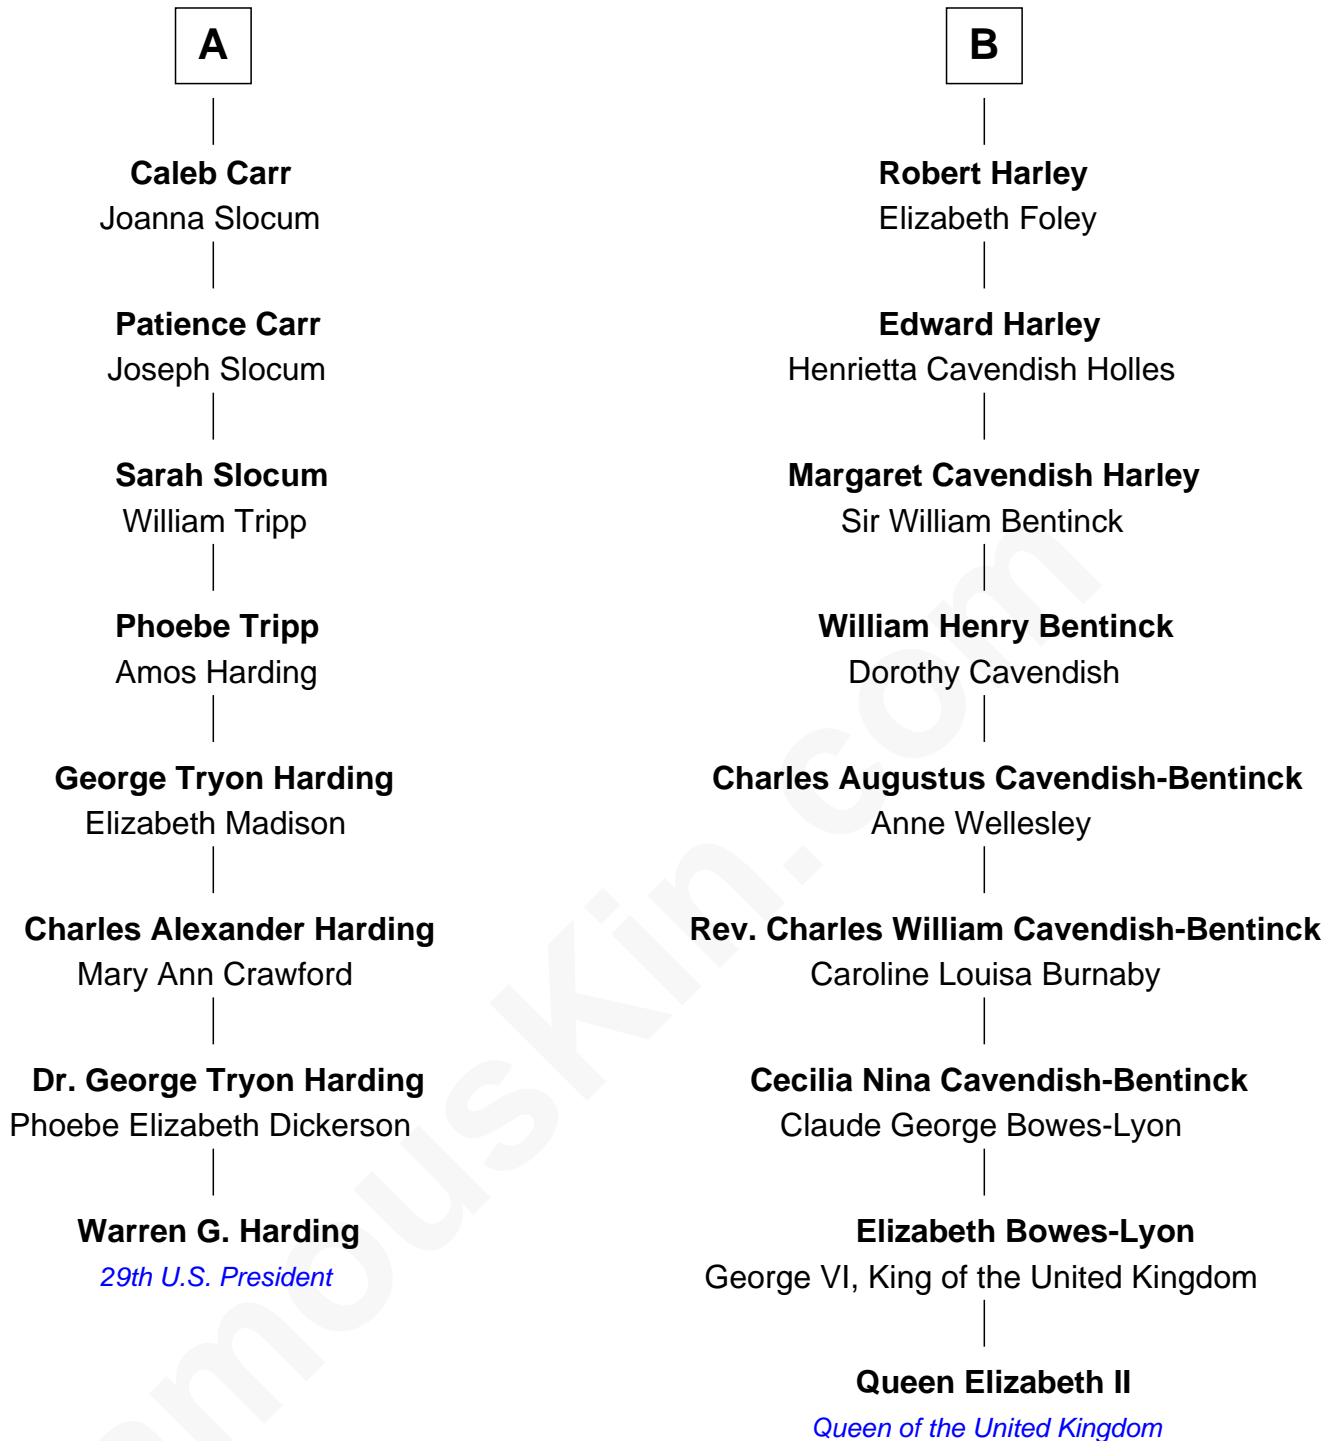 A
Caleb Carr
Joanna Slocum
Patience Carr
Joseph Slocum
Sarah Slocum
William Tripp
Phoebe Tripp
Amos Harding
George Tryon Harding
Elizabeth Madison
Charles Alexander Harding
Mary Ann Crawford
Dr. George Tryon Harding
Phoebe Elizabeth Dickerson
Warren G. Harding
29th U.S. President
B
Robert Harley
Elizabeth Foley
Edward Harley
Henrietta Cavendish Holles
Margaret Cavendish Harley
Sir William Bentinck
William Henry Bentinck
Dorothy Cavendish
Charles Augustus Cavendish-Bentinck
Anne Wellesley
Rev. Charles William Cavendish-Bentinck
Caroline Louisa Burnaby
Cecilia Nina Cavendish-Bentinck
Claude George Bowes-Lyon
Elizabeth Bowes-Lyon
George VI, King of the United Kingdom
Queen Elizabeth II
Queen of the United Kingdom
amouskin.com